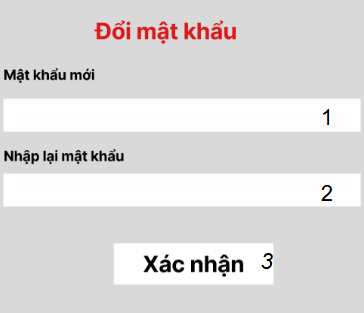 Đổi mật khẩu
Mật khẩu mới
1
Nhập lại mật khẩu
2
Xác nhận 3